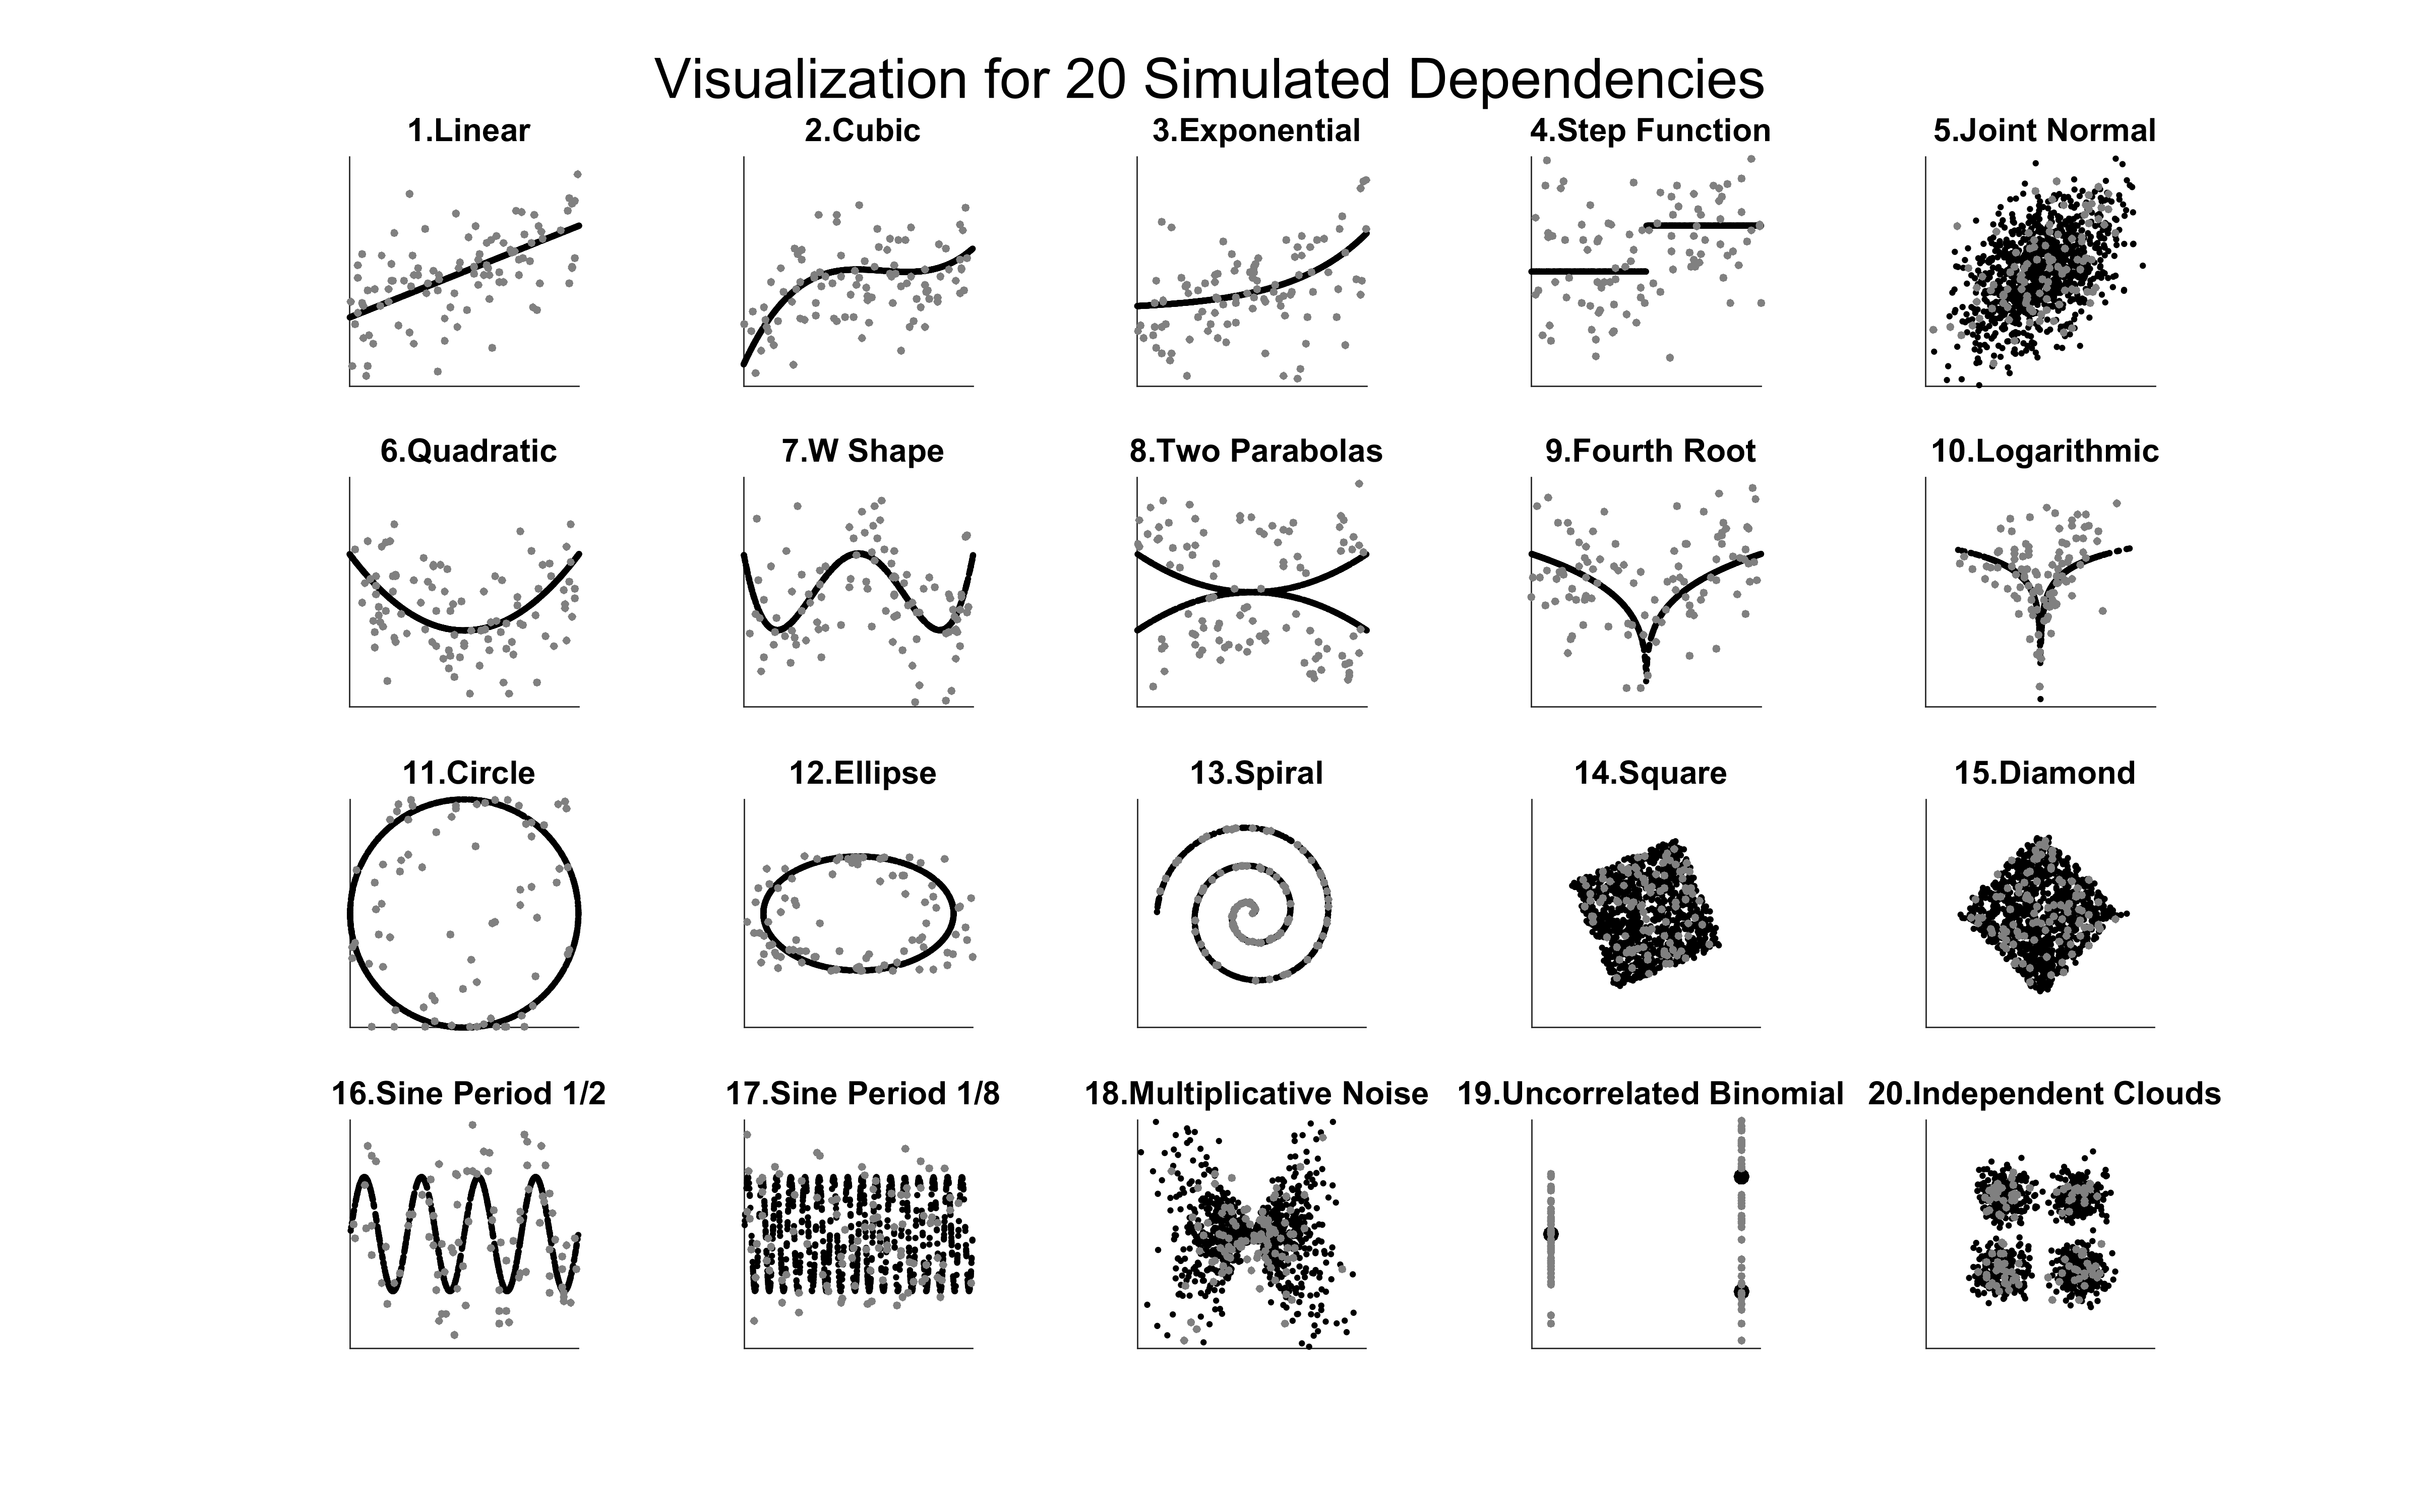 Visualization for 20 Simulated Dependencies
1.Linear
2.Cubic
3.Exponential
4.Step Function
5.Joint Normal
6.Quadratic
7.W Shape
8.Two Parabolas
9.Fourth Root
10.Logarithmic
11.Circle
12.Ellipse
13.Spiral
14.Square
15.Diamond
16.Sine Period 1/2
17.Sine Period 1/8
18.Multiplicative Noise
19.Uncorrelated Binomial
20.Independent Clouds